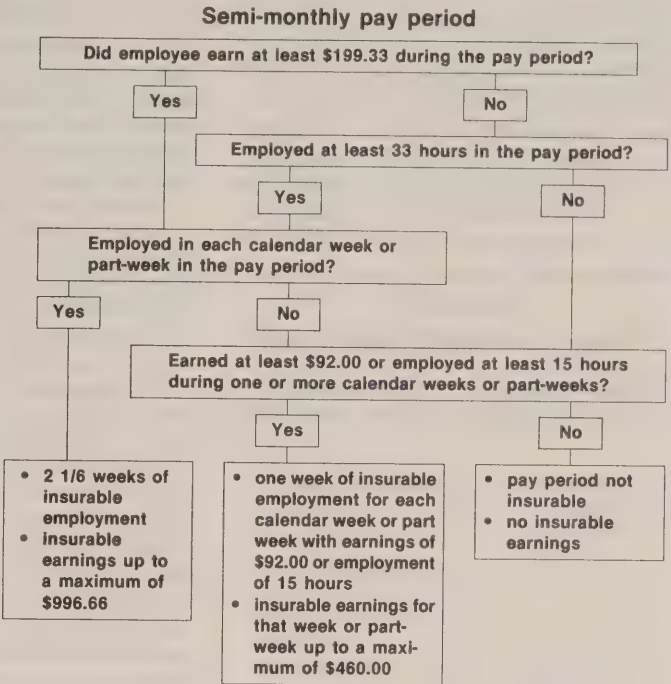 Semi-monthly pay period
Did employee earn at least $199.33 during the pay period?
Yes
No
Employed at least 33 hours in the pay period?
Yes
No
Employed in each calendar week or
part-week in the pay period?
Yes
No
Earned at least $92.00 or employed at least 15 hours
during one or more calendar weeks or part-weeks?
Yes
No
• 2 1/6 weeks of
insurable
employment
• insurable
earnings up to
a maximum of
$996.66
• one week of insurable
employment for each
calendar week or part
week with earnings of
$92.00 or employment
of 15 hours
• insurable earnings for
that week or part-
week up to a maxi-
mum of $460.00
• pay period not
insurable
• no insurable
earnings